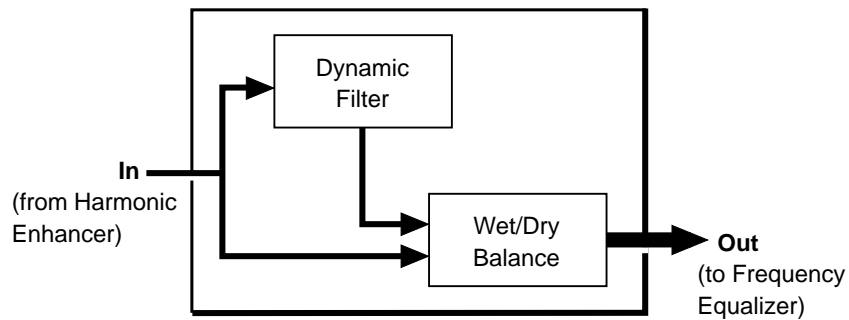 Dynamic
Filter
In
(from Harmonic
Enhancer)
Wet/Dry
Balance
Out
(to Frequency
Equalizer)